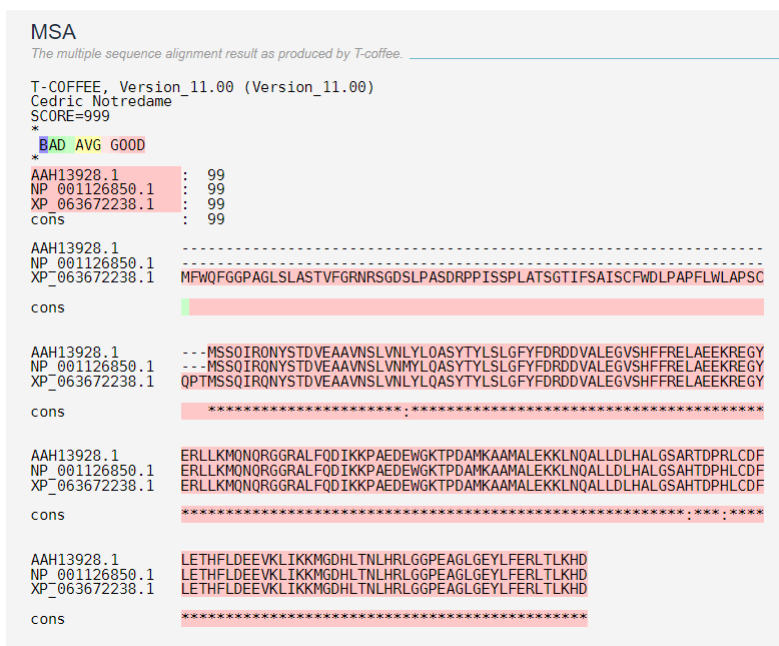 MSA
The multiple sequence alignment result as produced by T-coffee.
T-COFFEE, Version_11.00 (Version_11.00)
Cedric Notredame
SCORE=999
*
BAD AVG GOOD
*
AAH13928.1 : 99
NP_001126850.1 : 99
XP_063672238.1 : 99
cons : 99
AAH13928.1 ------------------------------------------------------------------
NP_001126850.1 ------------------------------------------------------------------
XP_063672238.1 MFWQFGGPAGLSLASTVFGRNRSGDSLPASDRPPISSPLATSGTIFSAISCFWDLPAPFLWLAPSC
cons
AAH13928.1 ---MSSQIRQNYSTDVEAAVNSLVNLYLQASYTYLSLGFYFDRDDVALEGVSHFFRELAEEKREGY
NP_001126850.1 ---MSSQIRQNYSTDVEAAVNSLVNMYLQASYTYLSLGFYFDRDDVALEGVSHFFRELAEEKREGY
XP_063672238.1 QPTMSSQIRQNYSTDVEAAVNSLVNLYLQASYTYLSLGFYFDRDDVALEGVSHFFRELAEEKREGY
cons **********************:****************************************
AAH13928.1 ERLLKMQNQRGGRALFQDIKKPAEDEWGKTPDAMKAAMALEKKLNQALLDLHALGSARTDPRLCDF
NP_001126850.1 ERLLKMQNQRGGRALFQDIKKPAEDEWGKTPDAMKAAMALEKKLNQALLDLHALGSAHTDPHLCDF
XP_063672238.1 ERLLKMQNQRGGRALFQDIKKPAEDEWGKTPDAMKAAMALEKKLNQALLDLHALGSAHTDPHLCDF
cons *********************************************************:***:****
AAH13928.1 LETHFLDEEVKLIKKMGDHLTNLHRLGGPEAGLGEYLFERLTLKHD
NP_001126850.1 LETHFLDEEVKLIKKMGDHLTNLHRLGGPEAGLGEYLFERLTLKHD
XP_063672238.1 LETHFLDEEVKLIKKMGDHLTNLHRLGGPEAGLGEYLFERLTLKHD
cons **********************************************